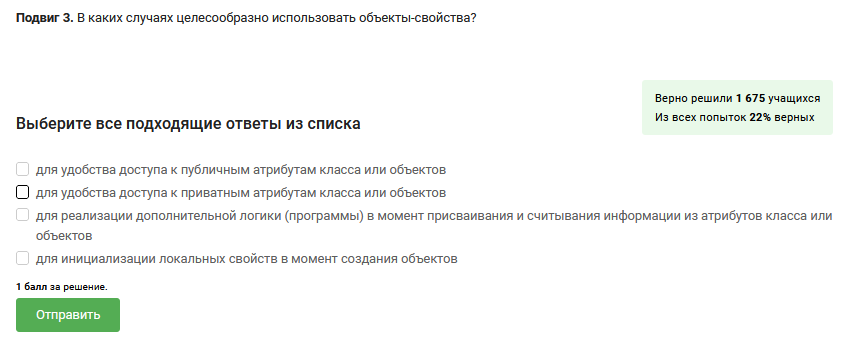 Подвиг 3. В каких случаях целесообразно использовать объекты-свойства?
Верно решили 1 675 учащихся
Из всех попыток 22% верных
Выберите все подходящие ответы из списка
для удобства доступа к публичным атрибутам класса или объектов
для удобства доступа к приватным атрибутам класса или объектов
для реализации дополнительной логики (программы) в момент присваивания и считывания информации из атрибутов класса или
объектов
для инициализации локальных свойств в момент создания объектов
1 балл за решение.
Отправить